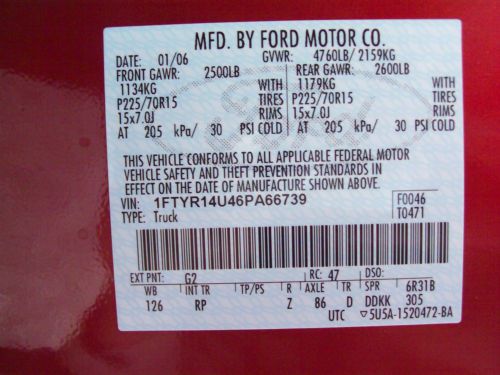 MFD. BY FORD MOTOR CO.
DATE: 01/06 GVWR: 4760LB/ 2159KG
FRONT GAWR: 2500LB REAR GAWR: 2600LB
1134KG WITH 1179KG WITH
P225/70R15 TIRES P225/70R15 TIRES
15x7.0J RIMS 15x7.0J RIMS
AT 205 kPa/ 30 PSI COLD AT 205 kPa/ 30 PSI COLD
THIS VEHICLE CONFORMS TO ALL APPLICABLE FEDERAL MOTOR
VEHICLE SAFETY AND THEFT PREVENTION STANDARDS IN
EFFECT ON THE DATE OF MANUFACTURE SHOWN ABOVE.
VIN: 1FTYR14U46PA66739 F0046
TYPE: Truck T0471
EXT PNT: G2 RC: 47 DSO:
WB INT TR TP/PS R AXLE TR SPR 6R31B
126 RP Z 86 D DDKK 305
UTC ▽5U5A-1520472-BA